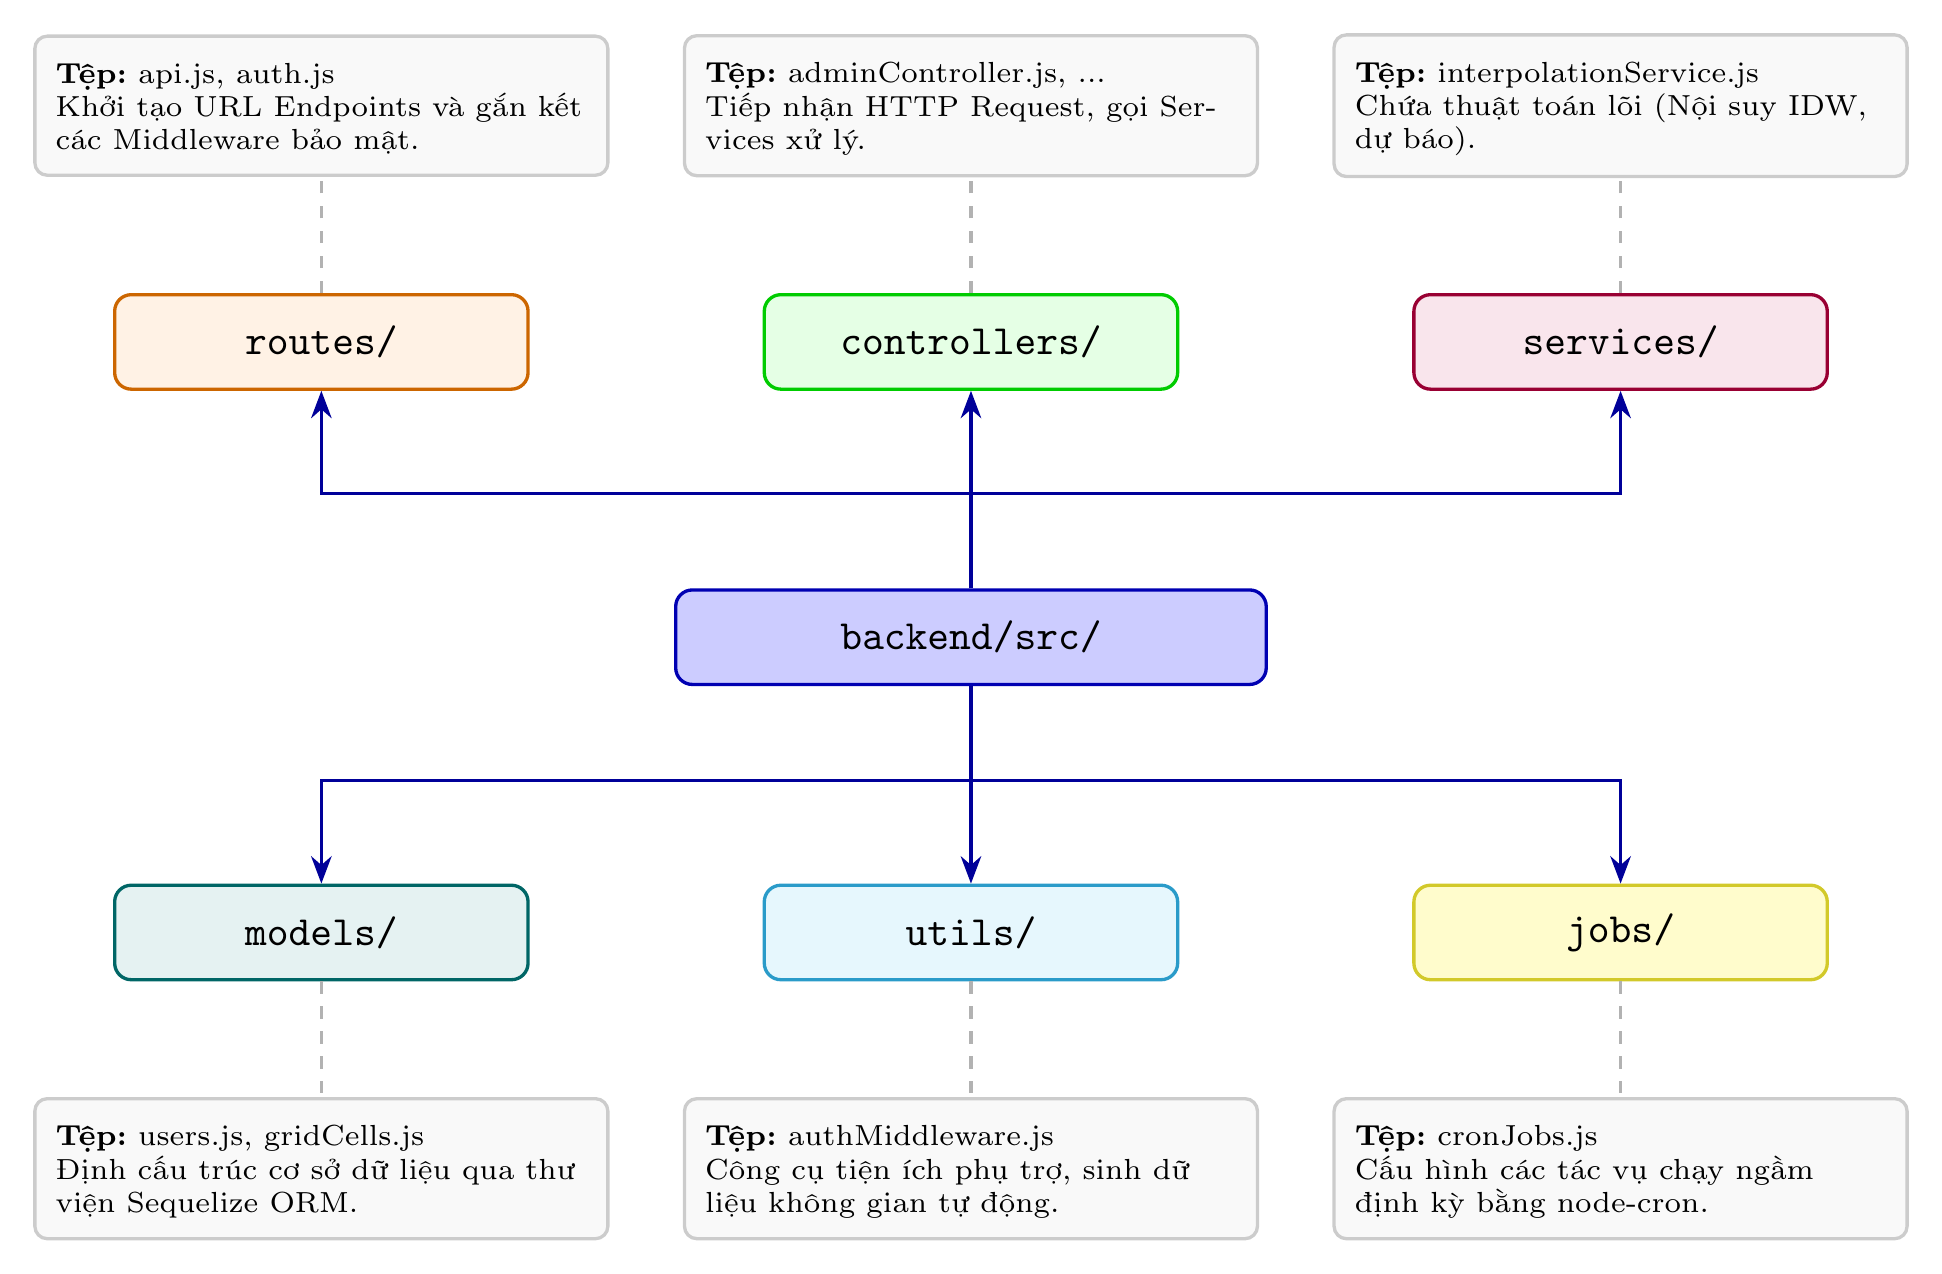 Tệp: api.js, auth.js
Khởi tạo URL Endpoints và gắn kết
các Middleware bảo mật.
Tệp: adminController.js, ...
Tiếp nhận HTTP Request, gọi Ser-
vices xử lý.
Tệp: interpolationService.js
Chứa thuật toán lõi (Nội suy IDW,
dự báo).
routes/
controllers/
services/
backend/src/
models/
utils/
jobs/
Tệp: users.js, gridCells.js
Định cấu trúc cơ sở dữ liệu qua thư
viện Sequelize ORM.
Tệp: authMiddleware.js
Công cụ tiện ích phụ trợ, sinh dữ
liệu không gian tự động.
Tệp: cronJobs.js
Cấu hình các tác vụ chạy ngầm
định kỳ bằng node-cron.